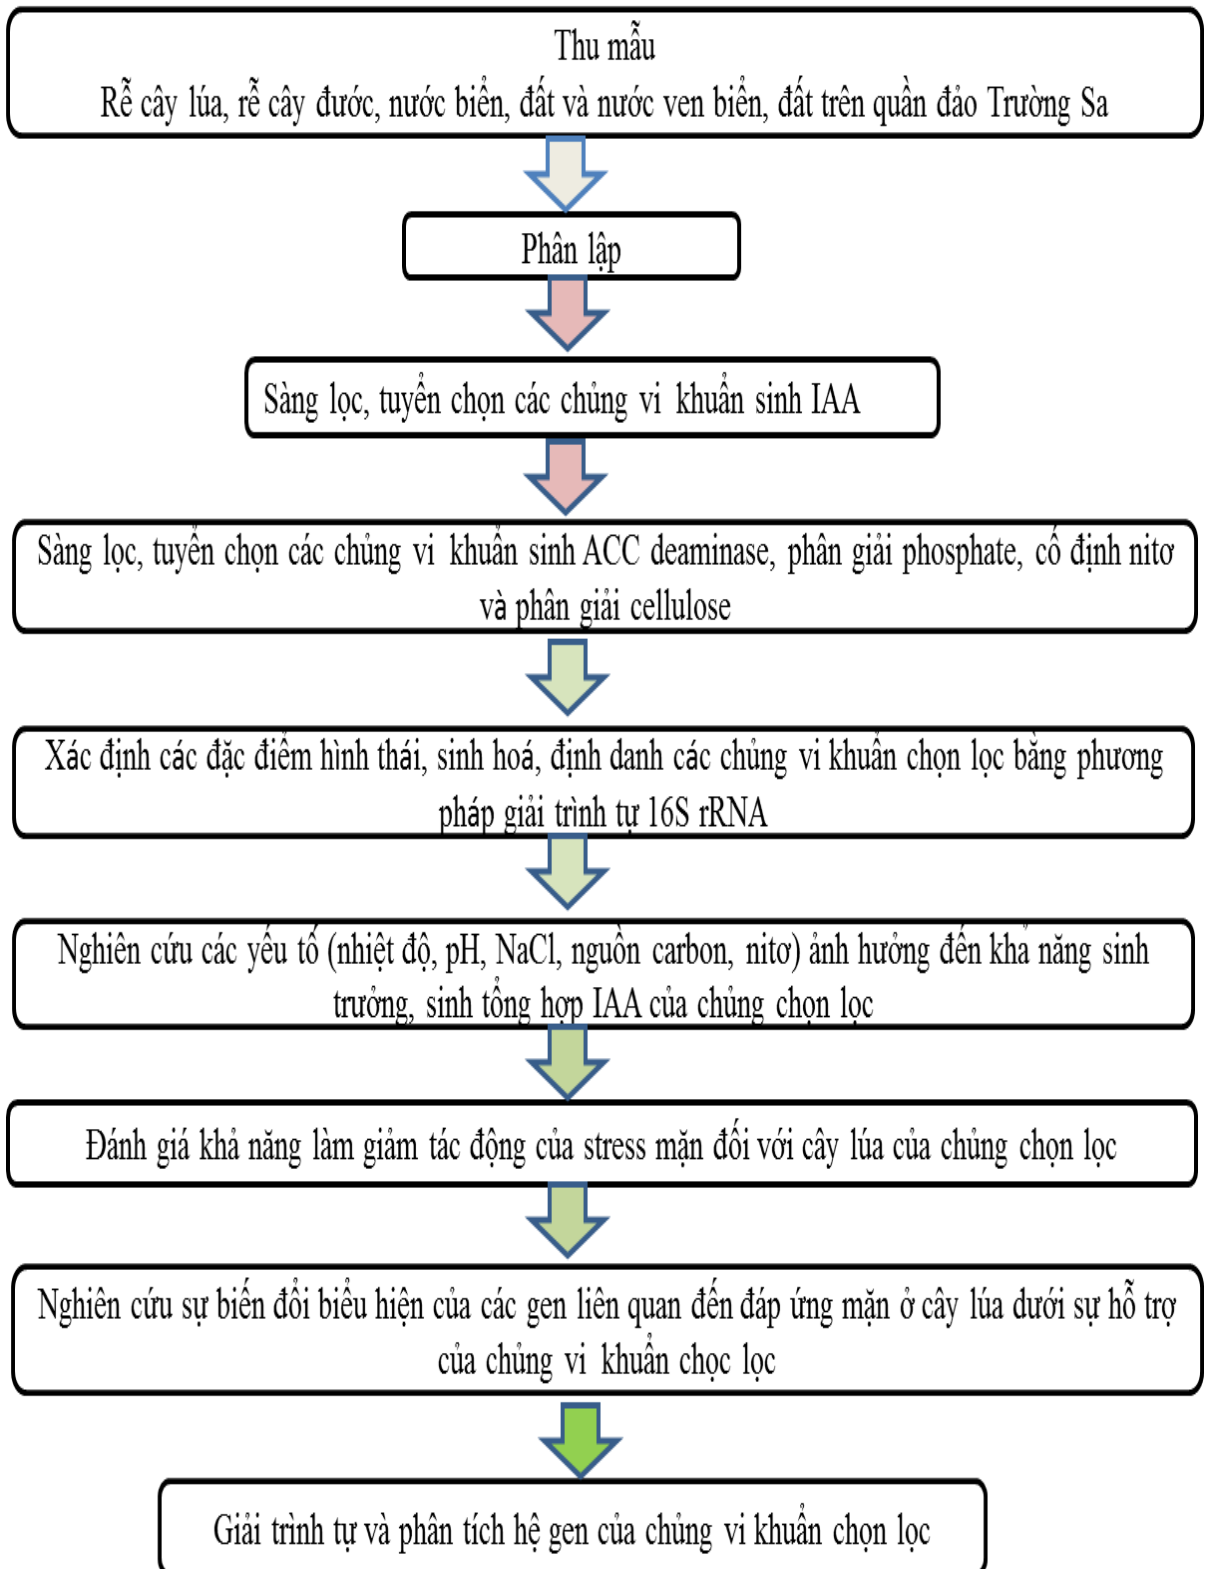 Thu mẫu
Rễ cây lúa, rễ cây đước, nước biển, đất và nước ven biển, đất trên quần đảo Trường Sa
Phân lập
Sàng lọc, tuyển chọn các chủng vi khuẩn sinh IAA
Sàng lọc, tuyển chọn các chủng vi khuẩn sinh ACC deaminase, phân giải phosphate, cố định nitơ
và phân giải cellulose
Xác định các đặc điểm hình thái, sinh hoá, định danh các chủng vi khuẩn chọn lọc bằng phương
pháp giải trình tự 16S rRNA
Nghiên cứu các yếu tố (nhiệt độ, pH, NaCl, nguồn carbon, nitơ) ảnh hưởng đến khả năng sinh
trưởng, sinh tổng hợp IAA của chủng chọn lọc
Đánh giá khả năng làm giảm tác động của stress mặn đối với cây lúa của chủng chọn lọc
Nghiên cứu sự biến đổi biểu hiện của các gen liên quan đến đáp ứng mặn ở cây lúa dưới sự hỗ trợ
của chủng vi khuẩn chọc lọc
Giải trình tự và phân tích hệ gen của chủng vi khuẩn chọn lọc